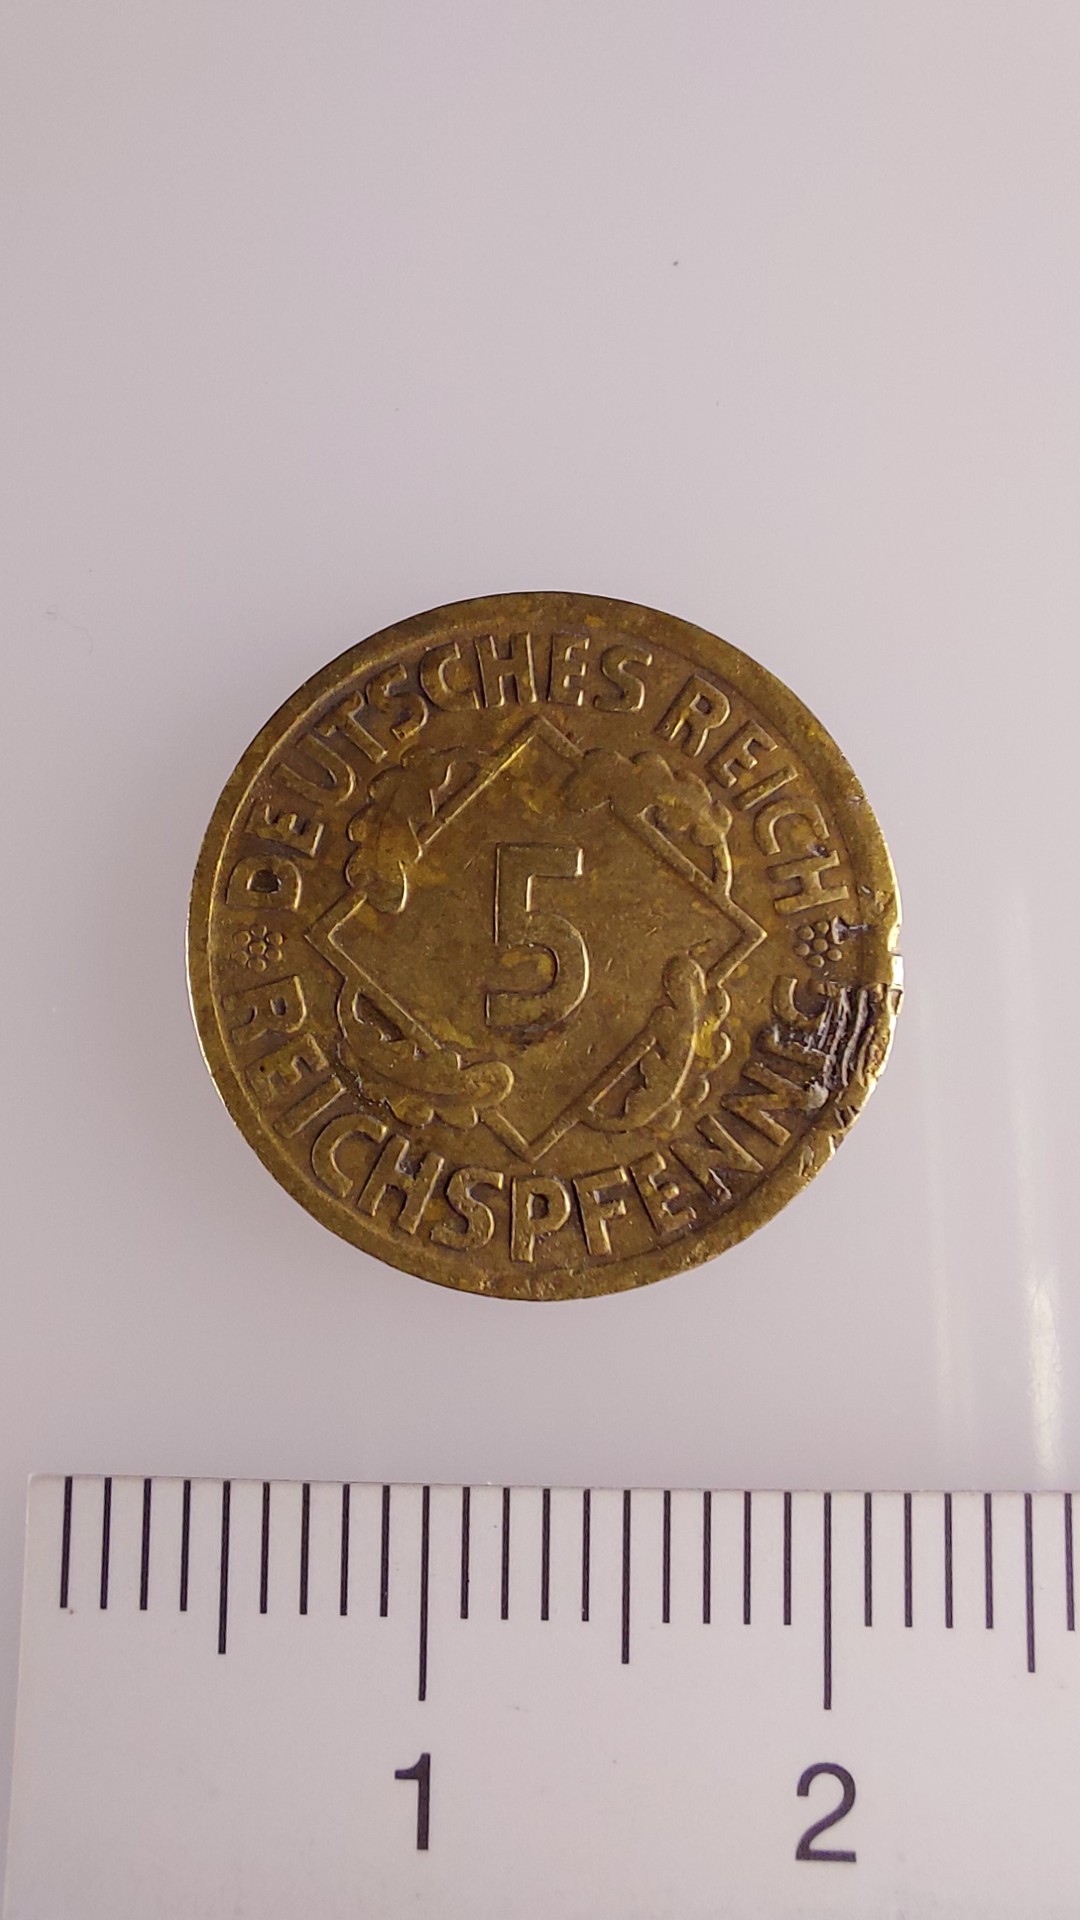 DEUTSCHES REICH
5
REICHSPFENNIG
1 2